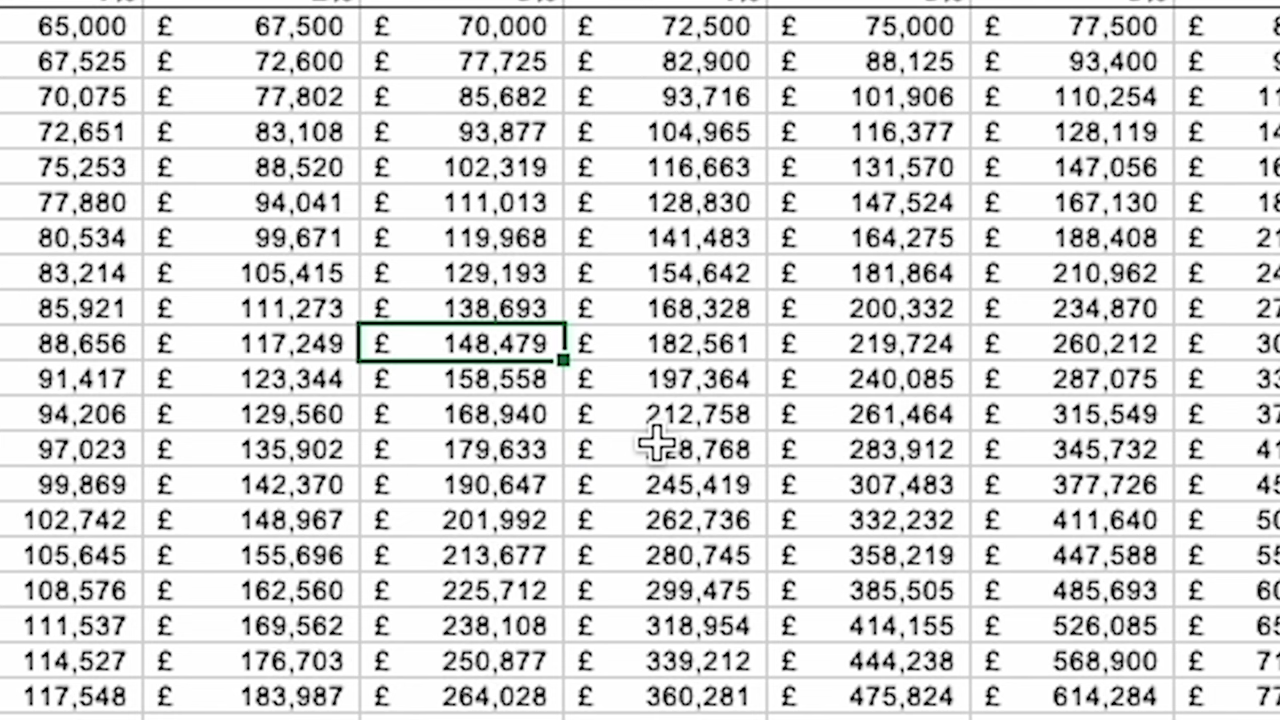 65,000 £ 67,500 £ 70,000 £ 72,500 £ 75,000 £ 77,500 £
67,525 £ 72,600 £ 77,725 £ 82,900 £ 88,125 £ 93,400 £
70,075 £ 77,802 £ 85,682 £ 93,716 £ 101,906 £ 110,254 £
72,651 £ 83,108 £ 93,877 £ 104,965 £ 116,377 £ 128,119 £
75,253 £ 88,520 £ 102,319 £ 116,663 £ 131,570 £ 147,056 £
77,880 £ 94,041 £ 111,013 £ 128,830 £ 147,524 £ 167,130 £
80,534 £ 99,671 £ 119,968 £ 141,483 £ 164,275 £ 188,408 £
83,214 £ 105,415 £ 129,193 £ 154,642 £ 181,864 £ 210,962 £
85,921 £ 111,273 £ 138,693 £ 168,328 £ 200,332 £ 234,870 £
88,656 £ 117,249 £ 148,479 £ 182,561 £ 219,724 £ 260,212 £
91,417 £ 123,344 £ 158,558 £ 197,364 £ 240,085 £ 287,075 £
94,206 £ 129,560 £ 168,940 £ 212,758 £ 261,464 £ 315,549 £
97,023 £ 135,902 £ 179,633 £ £ 283,912 £ 345,732 £
99,869 £ 142,370 £ 190,647 £ 245,419 £ 307,483 £ 377,726 £
102,742 £ 148,967 £ 201,992 £ 262,736 £ 332,232 £ 411,640 £
105,645 £ 155,696 £ 213,677 £ 280,745 £ 358,219 £ 447,588 £
108,576 £ 162,560 £ 225,712 £ 299,475 £ 385,505 £ 485,693 £
111,537 £ 169,562 £ 238,108 £ 318,954 £ 414,155 £ 526,085 £
114,527 £ 176,703 £ 250,877 £ 339,212 £ 444,238 £ 568,900 £
117,548 £ 183,987 £ 264,028 £ 360,281 £ 475,824 £ 614,284 £